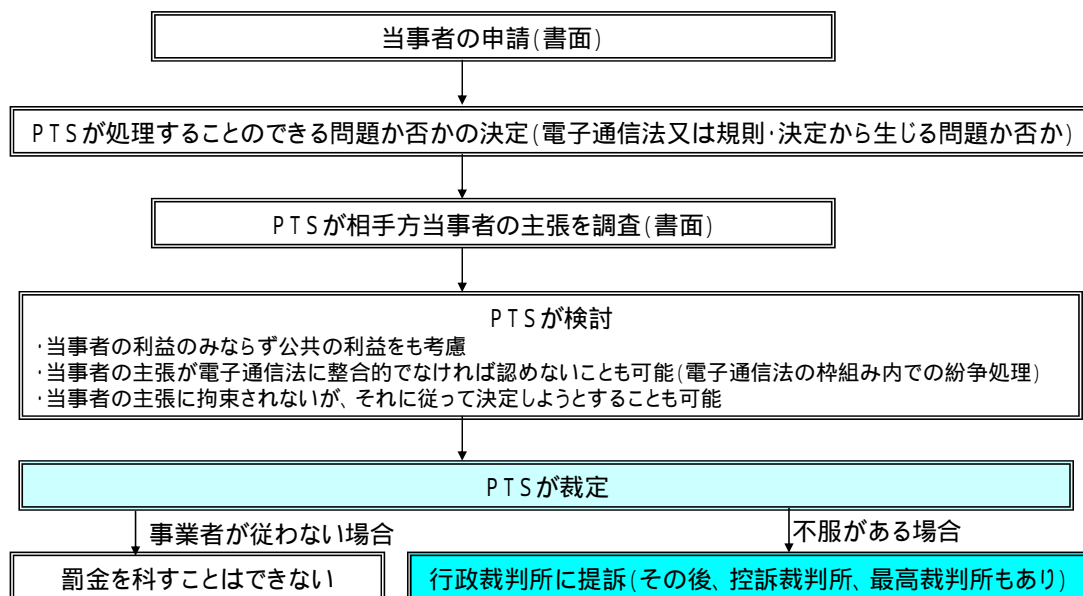 当事者の申請(書面)
PTSが処理することのできる問題か否かの決定(電子通信法又は規則・決定から生じる問題か否か)
PTSが相手方当事者の主張を調査(書面)
PTSが検討
・当事者の利益のみならず公共の利益をも考慮
・当事者の主張が電子通信法に整合的でなければ認めないことも可能(電子通信法の枠組み内での紛争処理)
・当事者の主張に拘束されないが、それに従って決定しようとすることも可能
PTSが裁定
事業者が従わない場合
不服がある場合
罰金を科すことはできない
行政裁判所に提訴(その後、控訴裁判所、最高裁判所もあり)